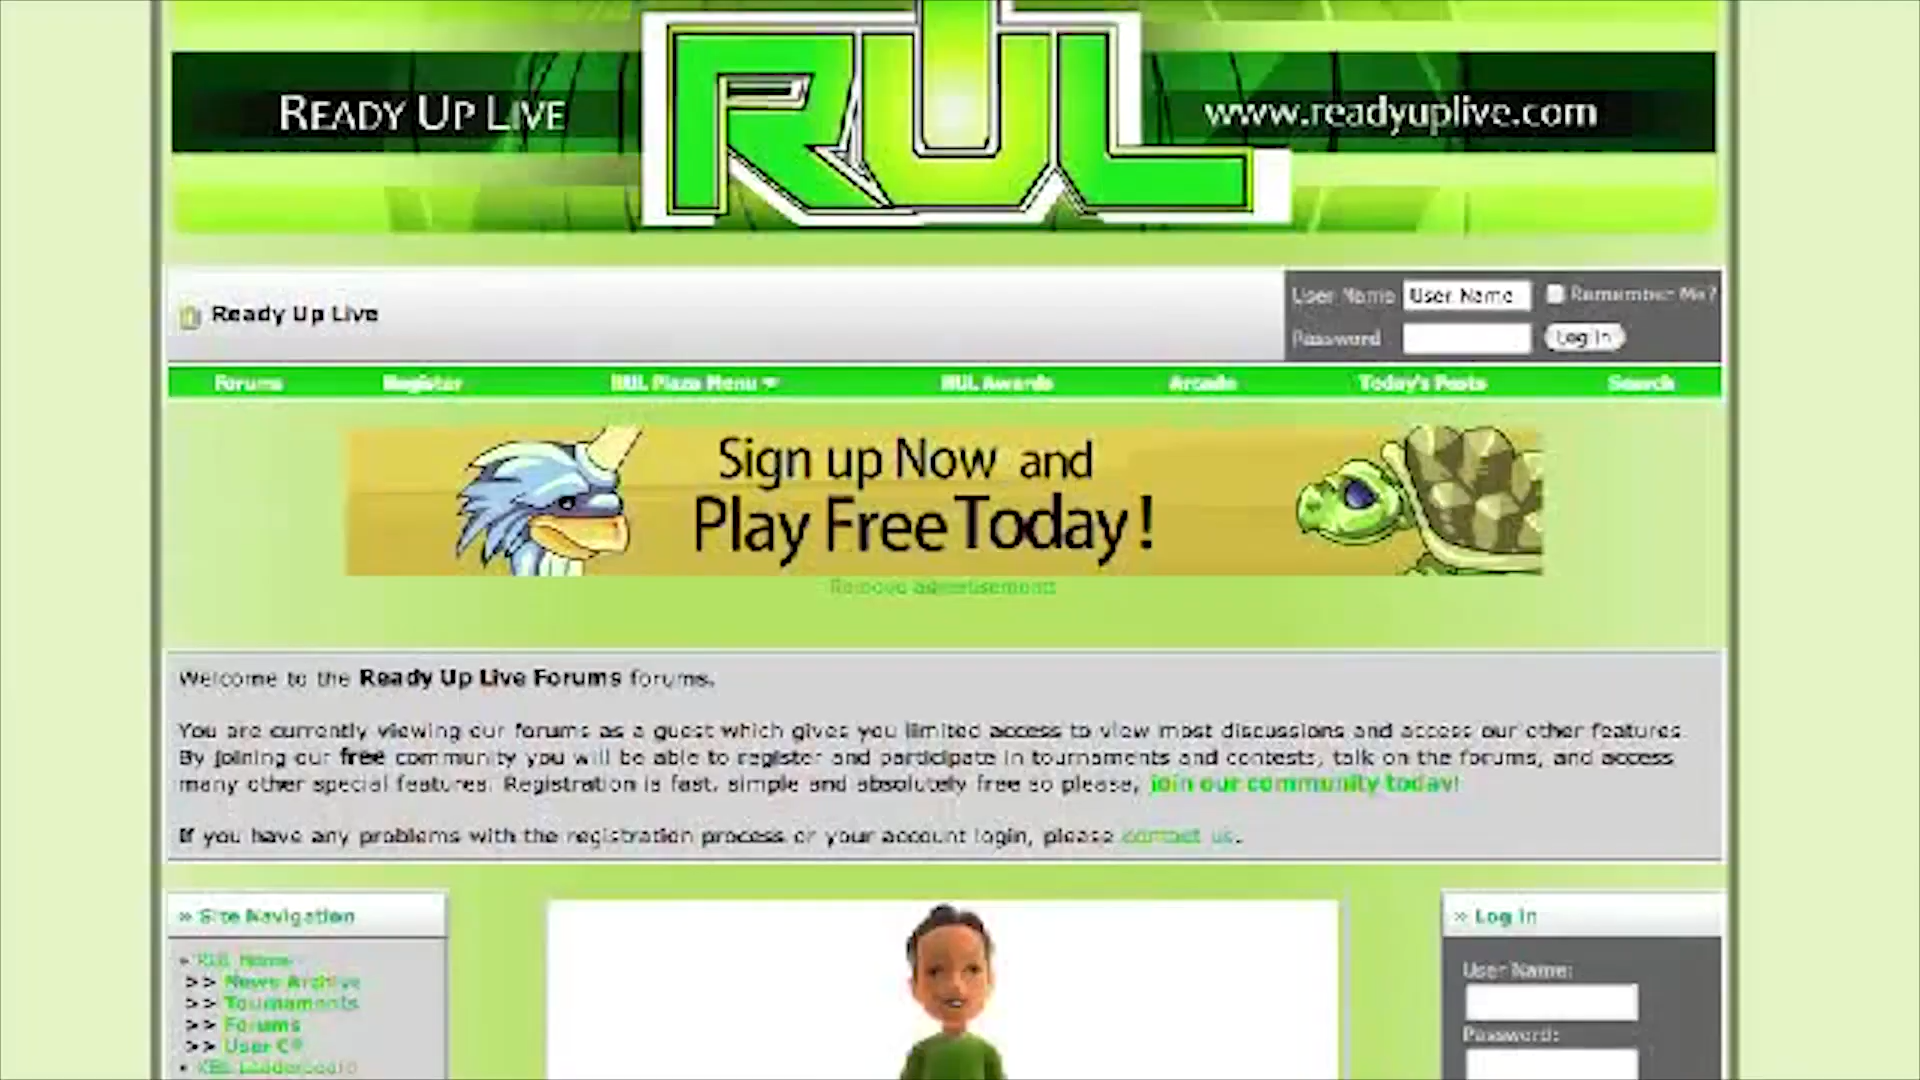 READY UP LIVE
RUL
www.readyuplive.com
Ready Up Live
User Name
User Name
Remember Me?
Password
Log in
Forums
Register
RUL Plaza Menu
RUL Awards
Arcade
Today's Posts
Search
Sign up Now and
Play Free Today!
Remove advertisements
Welcome to the Ready Up Live Forums forums.
You are currently viewing our forums as a guest which gives you limited access to view most discussions and access our other features.
By joining our free community you will be able to register and participate in tournaments and contests, talk on the forums, and access
many other special features. Registration is fast, simple and absolutely free so please, join our community today!
If you have any problems with the registration process or your account login, please contact us.
» Site Navigation
• RUL Home
>> News Archive
>> Tournaments
>> Forums
>> User CP
Leaderboard
» Log in
User Name:
Password: